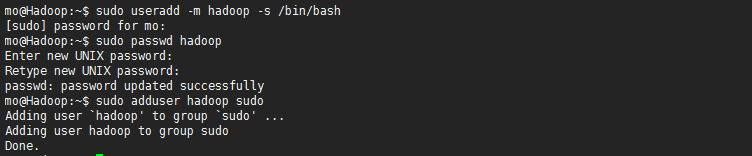 mo@Hadoop:~$ sudo useradd -m hadoop -s /bin/bash
[sudo] password for mo:
mo@Hadoop:~$ sudo passwd hadoop
Enter new UNIX password:
Retype new UNIX password:
passwd: password updated successfully
mo@Hadoop:~$ sudo adduser hadoop sudo
Adding user `hadoop' to group `sudo' ...
Adding user hadoop to group sudo
Done.